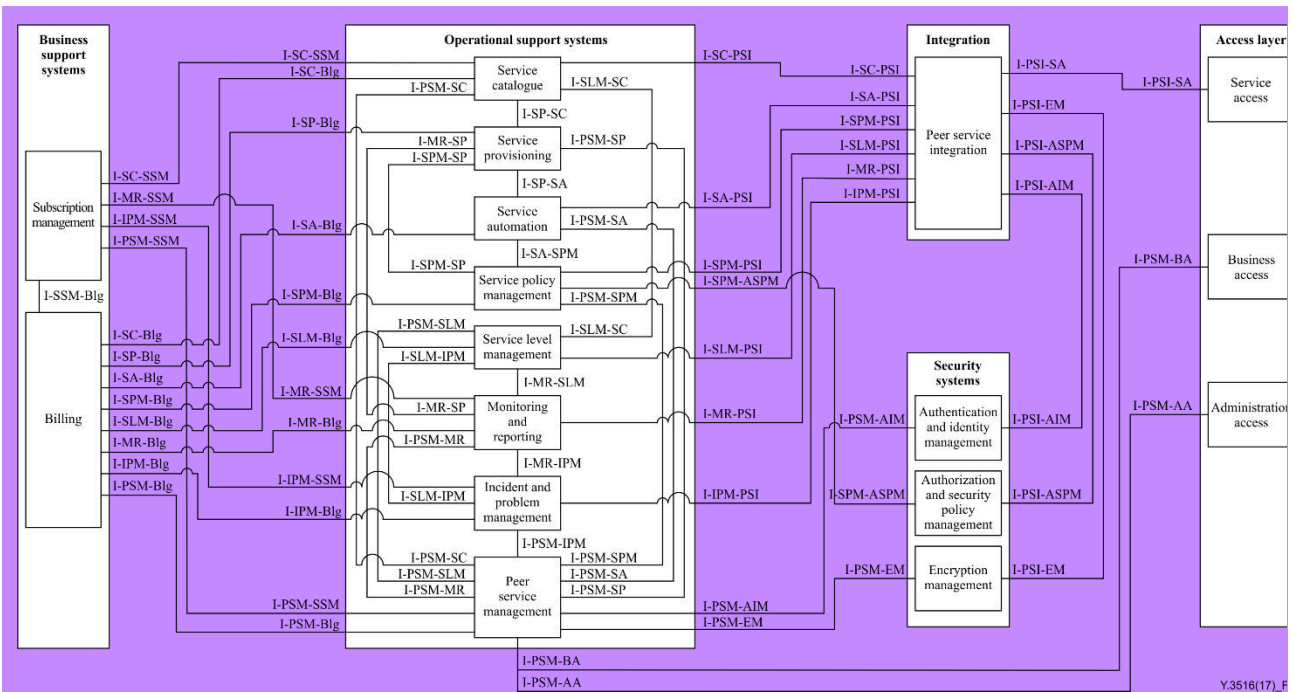 Business
support
systems
Subscription
management
I-SC-SSM
I-MR-SSM
I-IPM-SSM
I-PSM-SSM
I-SSM-Blg
Billing
I-SC-Blg
I-SP-Blg
I-SA-Blg
I-SPM-Blg
I-SLM-Blg
I-MR-Blg
I-IPM-Blg
I-PSM-Blg
I-SC-SSM
I-SC-Blg
I-SP-Blg
I-SA-Blg
I-SPM-Blg
I-SLM-Blg
I-MR-SSM
I-MR-Blg
I-IPM-SSM
I-IPM-Blg
I-PSM-SSM
I-PSM-Blg
Operational support systems
Service
catalogue
I-PSM-SC
I-SLM-SC
I-SP-SC
I-MR-SP
I-SPM-SP
Service
provisioning
I-PSM-SP
I-SP-SA
Service
automation
I-PSM-SA
I-SA-SPM
I-SPM-SP
Service policy
management
I-PSM-SPM
I-PSM-SLM
I-SLM-IPM
Service level
management
I-SLM-SC
I-MR-SLM
I-MR-SP
I-PSM-MR
Monitoring
and
reporting
I-MR-IPM
I-SLM-IPM
Incident and
problem
management
I-PSM-IPM
I-PSM-SC
I-PSM-SLM
I-PSM-MR
Peer
service
management
I-PSM-SPM
I-PSM-SA
I-PSM-SP
I-PSM-BA
I-PSM-AA
I-SC-PSI
I-SA-PSI
I-SPM-PSI
I-SPM-ASPM
I-SLM-PSI
I-MR-PSI
I-IPM-PSI
I-PSM-AIM
I-PSM-EM
Integration
I-SC-PSI
I-SA-PSI
I-SPM-PSI
I-SLM-PSI
I-MR-PSI
I-IPM-PSI
Peer service
integration
I-PSI-SA
I-PSI-EM
I-PSI-ASPM
I-PSI-AIM
Security
systems
I-PSM-AIM
Authentication
and identity
management
I-PSI-AIM
I-SPM-ASPM
Authorization
and security
policy
management
I-PSI-ASPM
I-PSM-EM
Encryption
management
I-PSI-EM
Access layer
I-PSI-SA
Service
access
I-PSM-BA
Business
access
I-PSM-AA
Administration
access
Y.3516(17)_F